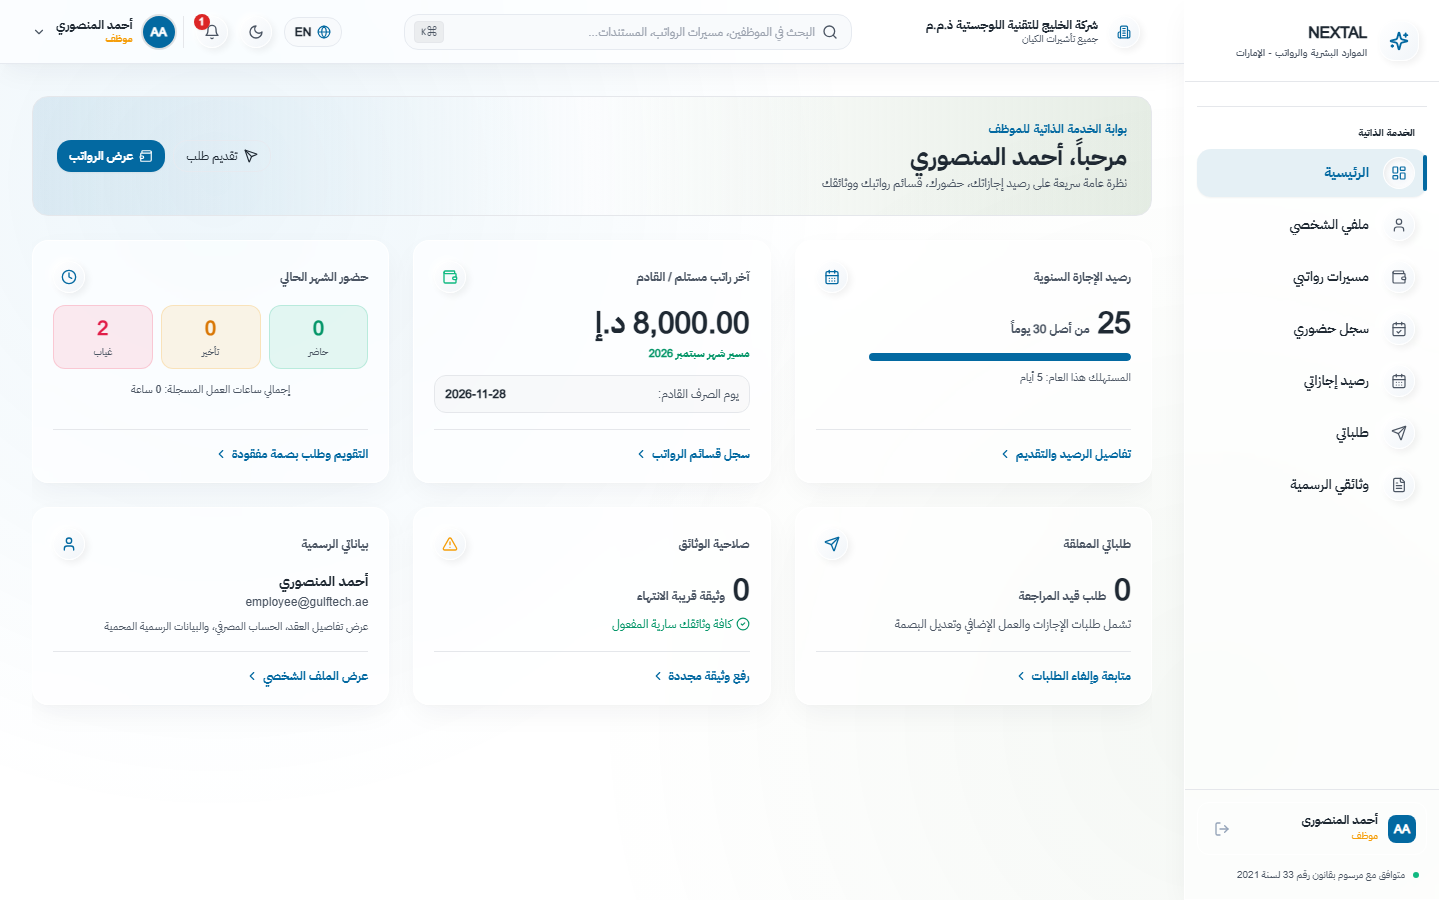 NEXTAL
الموارد البشرية والرواتب - الإمارات
الخدمة الذاتية
الرئيسية
ملفي الشخصي
مسيرات رواتبي
سجل حضوري
رصيد إجازاتي
طلباتي
وثائقي الرسمية
AA
أحمد المنصوري
موظف
متوافق مع مرسوم بقانون رقم 33 لسنة 2021
شركة الخليج للتقنية اللوجستية ذ.م.م
جميع تأشيرات الكيان
البحث في الموظفين، مسيرات الرواتب، المستندات...
⌘K
EN
1
AA
أحمد المنصوري
موظف
بوابة الخدمة الذاتية للموظف
مرحباً، أحمد المنصوري
نظرة عامة سريعة على رصيد إجازاتك، حضورك، قسائم رواتبك ووثائقك
تقديم طلب
عرض الرواتب
رصيد الإجازة السنوية
25 من أصل 30 يوماً
المستهلك هذا العام: 5 أيام
تفاصيل الرصيد والتقديم
آخر راتب مستلم / القادم
8,000.00 د.إ
مسير شهر سبتمبر 2026
يوم الصرف القادم: 2026-11-28
سجل قسائم الرواتب
حضور الشهر الحالي
0
حاضر
0
تأخير
2
غياب
إجمالي ساعات العمل المسجلة: 0 ساعة
التقويم وطلب بصمة مفقودة
طلباتي المعلقة
0 طلب قيد المراجعة
تشمل طلبات الإجازات والعمل الإضافي وتعديل البصمة
متابعة وإلغاء الطلبات
صلاحية الوثائق
0 وثيقة قريبة الانتهاء
كافة وثائقك سارية المفعول
رفع وثيقة مجددة
بياناتي الرسمية
أحمد المنصوري
employee@gulftech.ae
عرض تفاصيل العقد، الحساب المصرفي، والبيانات الرسمية المحمية
عرض الملف الشخصي